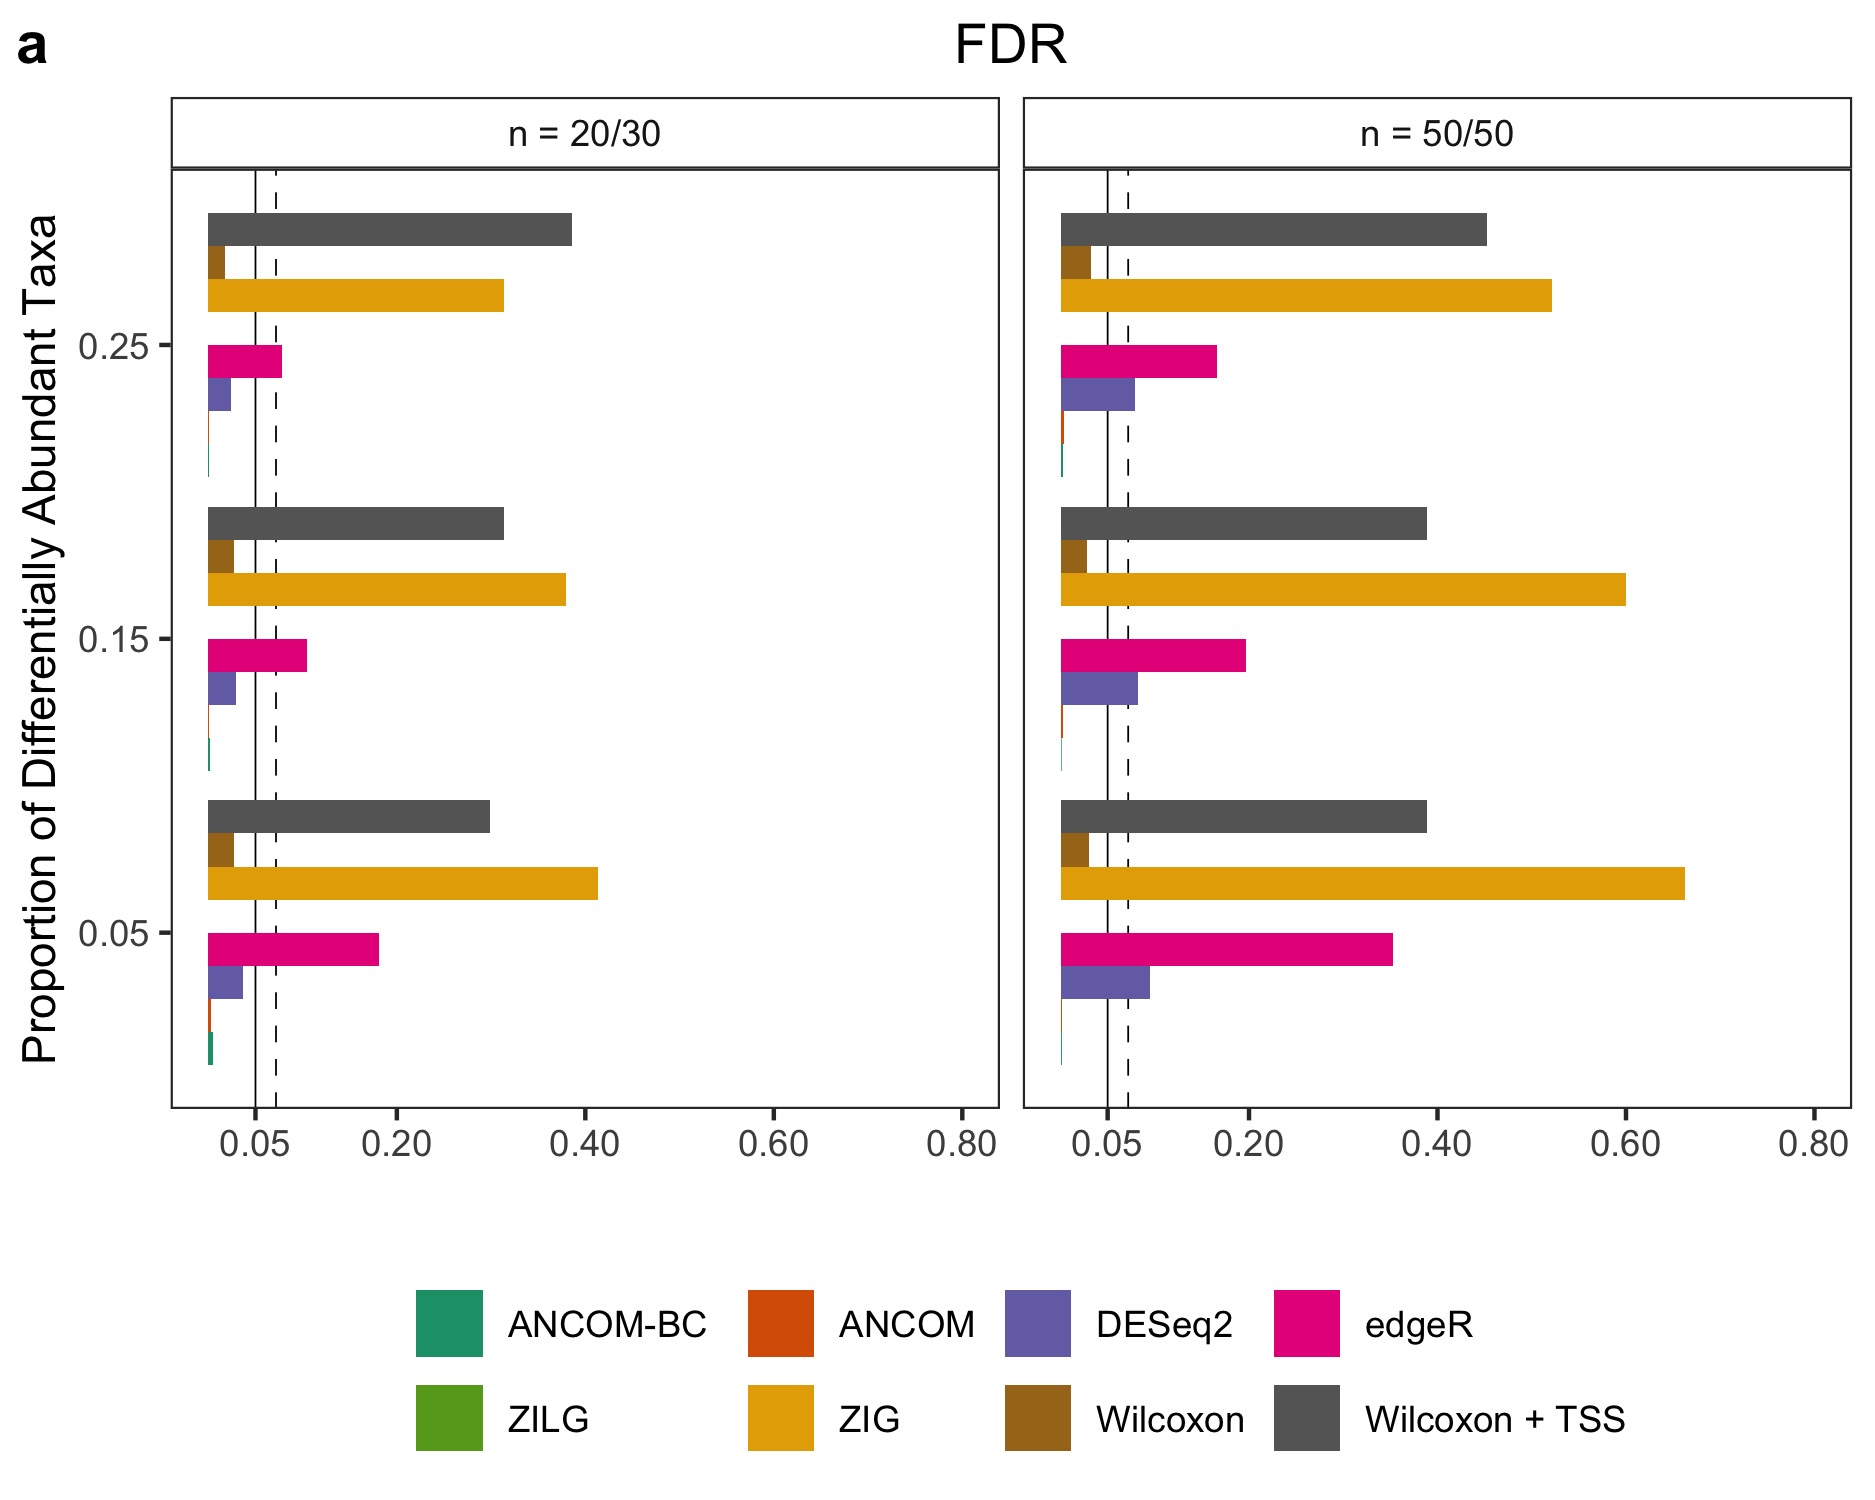 a
FDR
n = 20/30
n = 50/50
Proportion of Differentially Abundant Taxa
0.25
0.15
0.05
0.05 0.20 0.40 0.60 0.80
0.05 0.20 0.40 0.60 0.80
ANCOM-BC ANCOM DESeq2 edgeR
ZILG ZIG Wilcoxon Wilcoxon + TSS